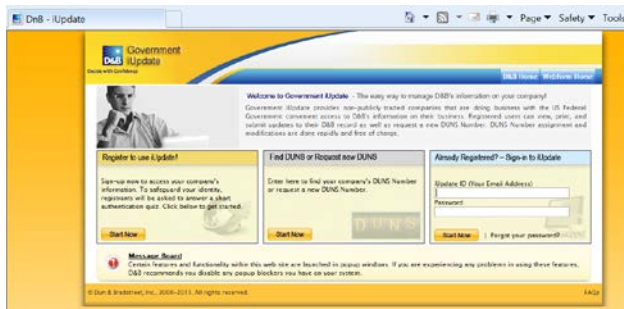 DnB - iUpdate
Page Safety Tools
Government
iUpdate
D&B
Decide with Confidence
D&B Home Webform Home
Welcome to Government iUpdate - The easy way to manage D&B's information on your company!
Government iUpdate provides non-publicly traded companies that are doing business with the US Federal
Government convenient access to D&B's information on their business. Registered users can view, print, and
submit updates to their D&B record as well as request a new DUNS Number. DUNS Number assignment and
modifications are done rapidly and free of charge.
Register to use iUpdate!
Sign-up now to access your company's
information. To safeguard your identity,
registrants will be asked to answer a short
authentication quiz. Click below to get started.
Start Now
Find DUNS or Request new DUNS
Enter here to find your company's DUNS Number
or request a new DUNS Number.
DUNS
Start Now
Already Registered? - Sign-in to iUpdate
iUpdate ID (Your Email Address)
Password
Start Now | Forgot your password?
Message Board
Certain features and functionality within this web site are launched in popup windows. If you are experiencing any problems in using these features,
D&B recommends you disable any popup blockers you have on your system.
© Dun & Bradstreet, Inc., 2000-2011. All rights reserved.
FAQs